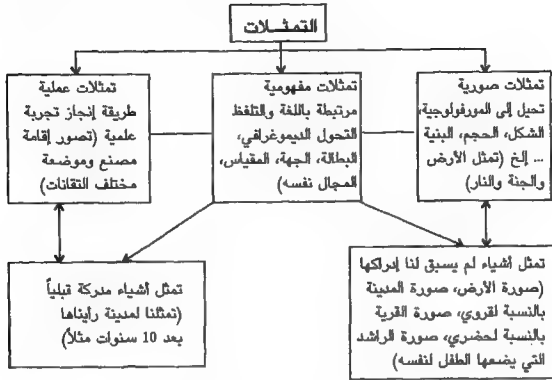 التمثـــلات
تمثلات صورية
تحيل إلى المورفولوجية،
الشكل، الحجم، البنية
... إلخ (تمثل الأرض
والجنة والنار)
تمثلات مفهومية
مرتبطة باللغة والتلفظ
التحول الديموغرافي،
البطالة، الجهة، المقياس،
المجال نفسه)
تمثلات عملية
طريقة إنجاز تجربة
علمية (تصور إقامة
مصنع وموضعة
مختلف التقانات)
تمثل أشياء لم يسبق لنا إدراكها
(صورة الأرض، صورة المدينة
بالنسبة لقروي، صورة القرية
بالنسبة لحضري، صورة الراشد
التي يضعها الطفل لنفسه)
تمثل أشياء مدركة قبلياً
(تمثلنا لمدينة رأيناها
بعد 10 سنوات مثلاً)